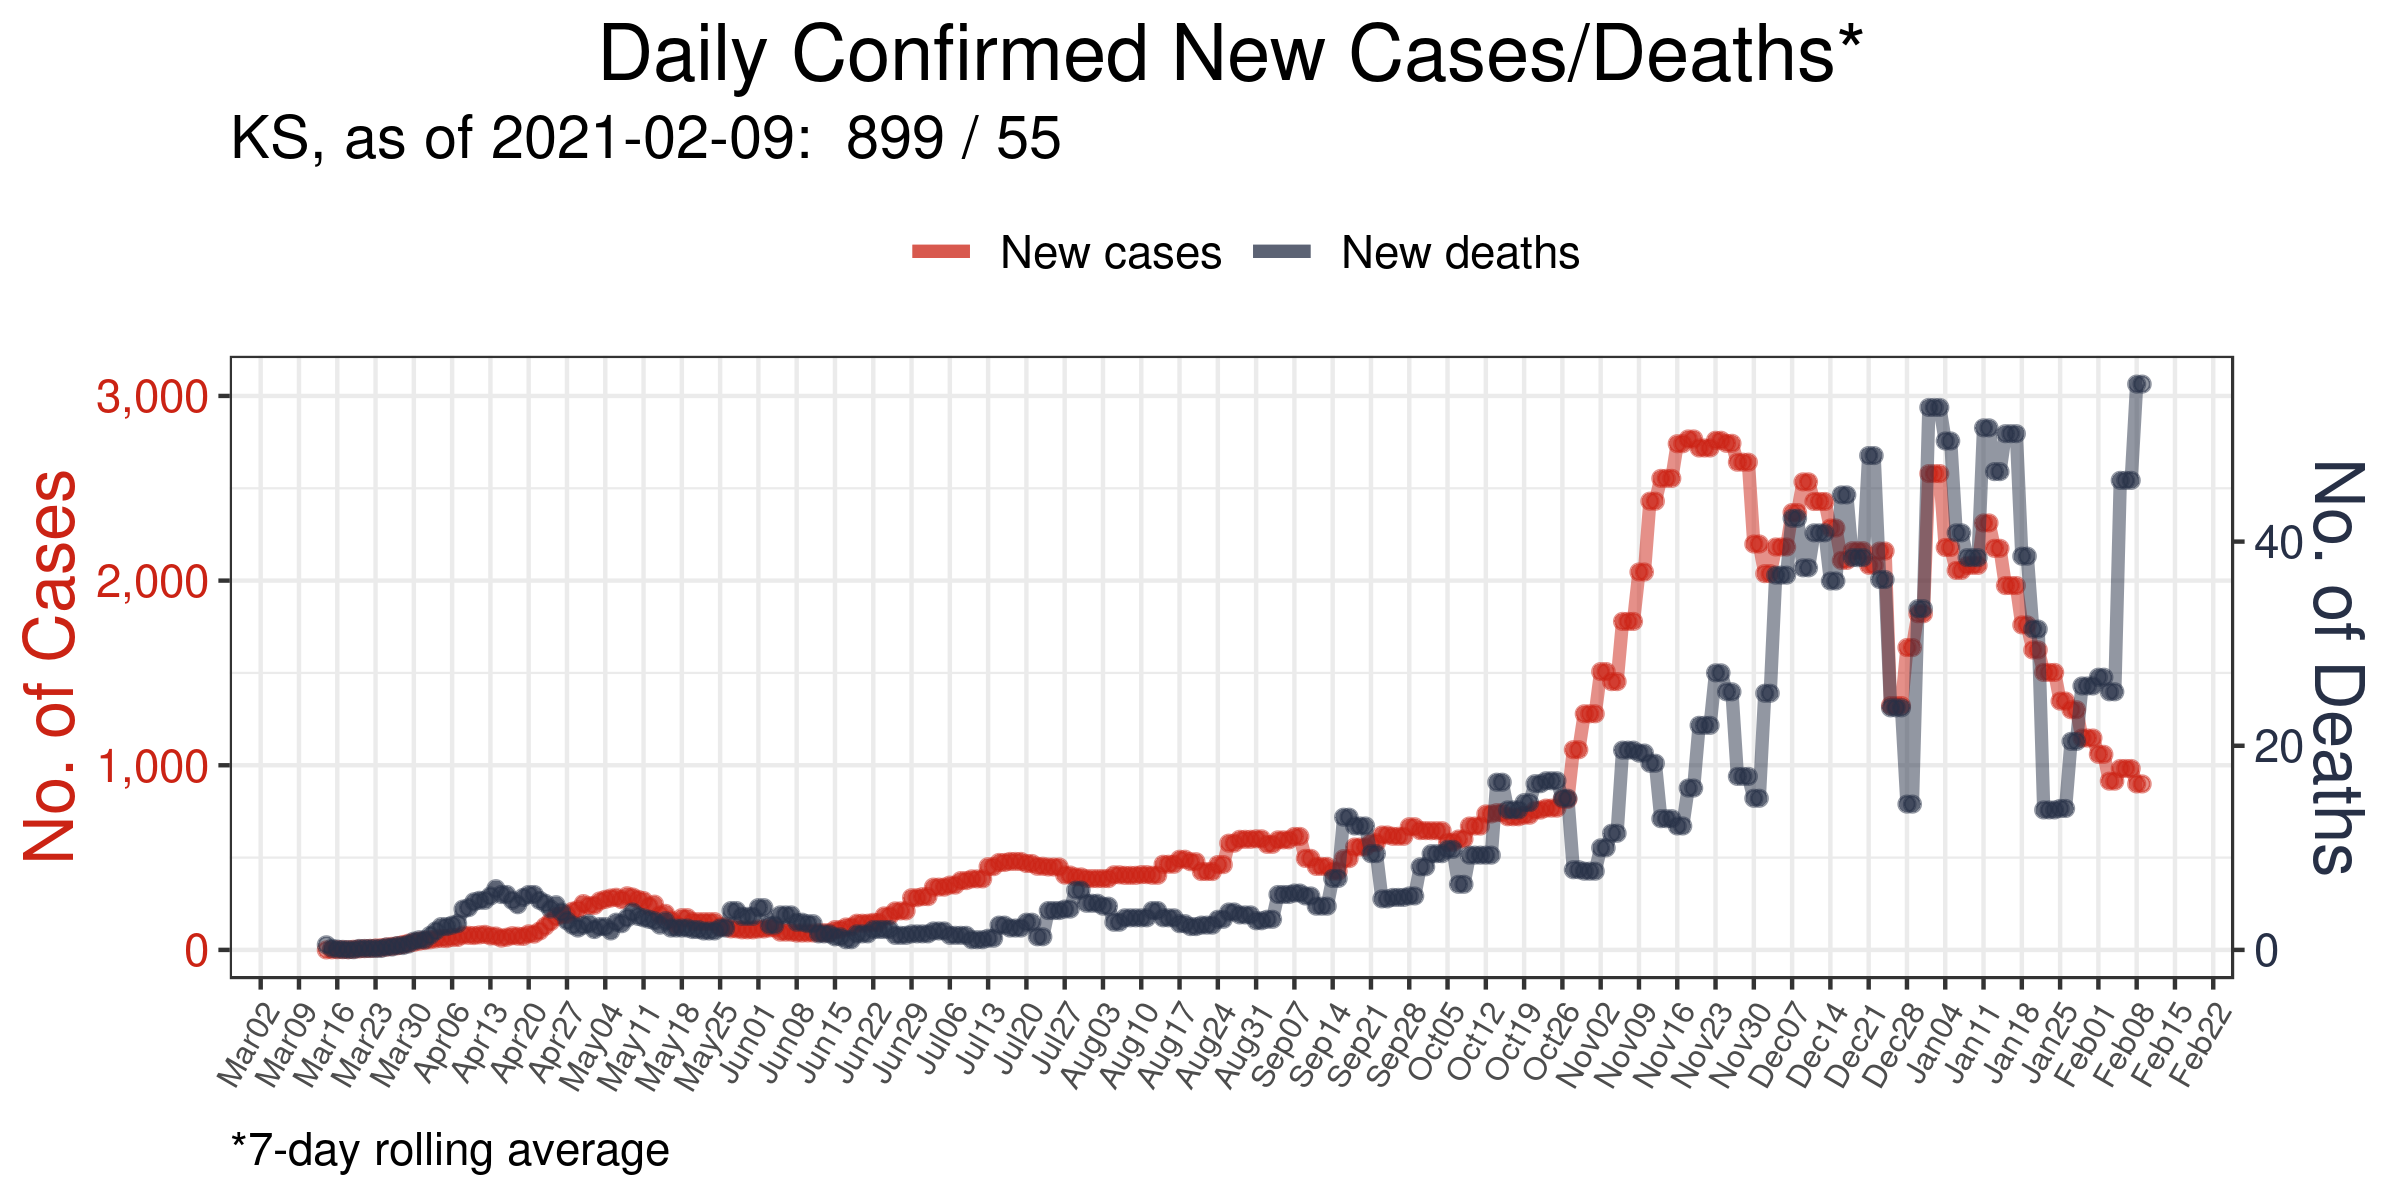 Daily Confirmed New Cases/Deaths*
KS, as of 2021-02-09:  899 / 55
New cases
New deaths
No. of Cases
3,000
2,000
1,000
0
40
20
0
No. of Deaths
Mar02
Mar09
Mar16
Mar23
Mar30
Apr06
Apr13
Apr20
Apr27
May04
May11
May18
May25
Jun01
Jun08
Jun15
Jun22
Jun29
Jul06
Jul13
Jul20
Jul27
Aug03
Aug10
Aug17
Aug24
Aug31
Sep07
Sep14
Sep21
Sep28
Oct05
Oct12
Oct19
Oct26
Nov02
Nov09
Nov16
Nov23
Nov30
Dec07
Dec14
Dec21
Dec28
Jan04
Jan11
Jan18
Jan25
Feb01
Feb08
Feb15
Feb22
*7-day rolling average